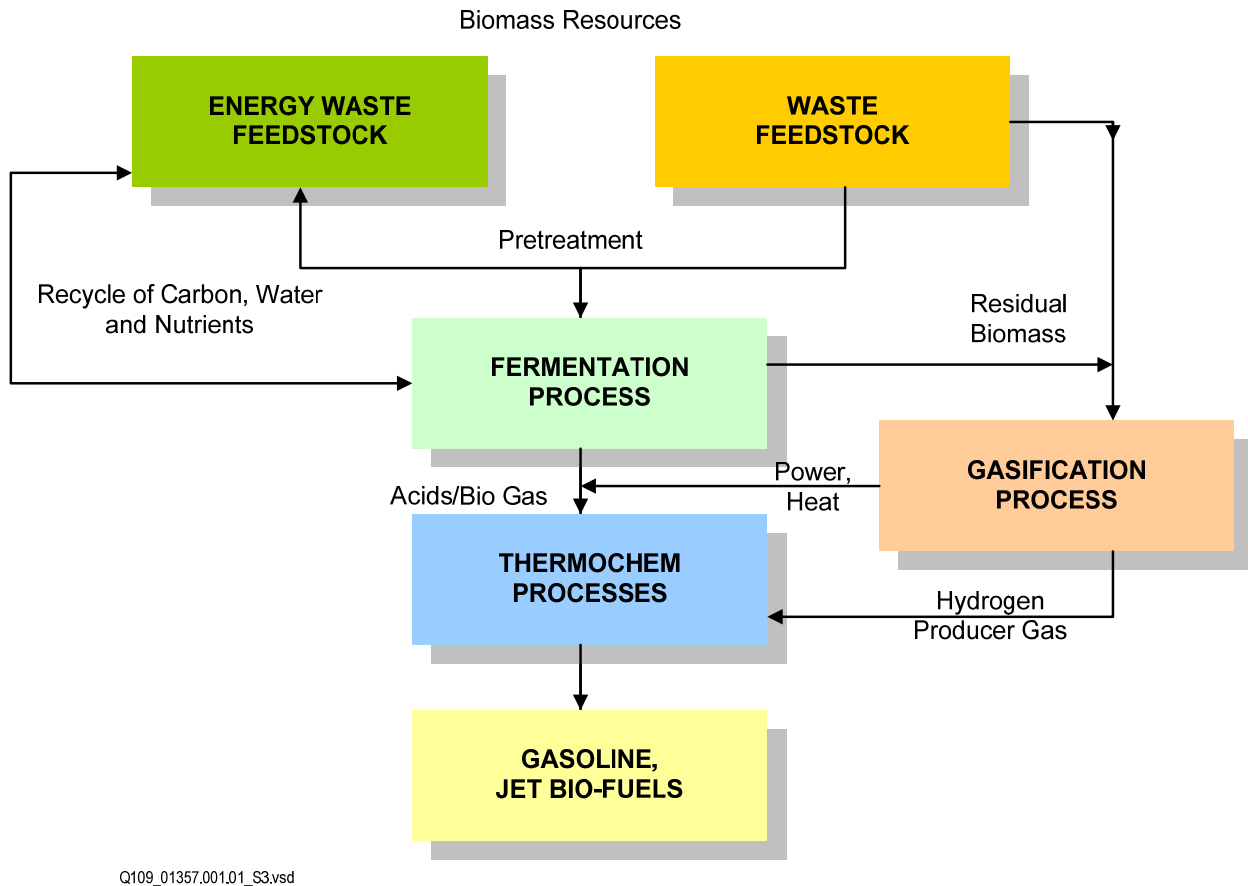 Biomass Resources
ENERGY WASTE
FEEDSTOCK
WASTE
FEEDSTOCK
Pretreatment
Recycle of Carbon, Water
and Nutrients
Residual
Biomass
FERMENTATION
PROCESS
GASIFICATION
PROCESS
Power,
Heat
Acids/Bio Gas
THERMOCHEM
PROCESSES
Hydrogen
Producer Gas
GASOLINE,
JET BIO-FUELS
Q109_01357.001.01_S3.vsd